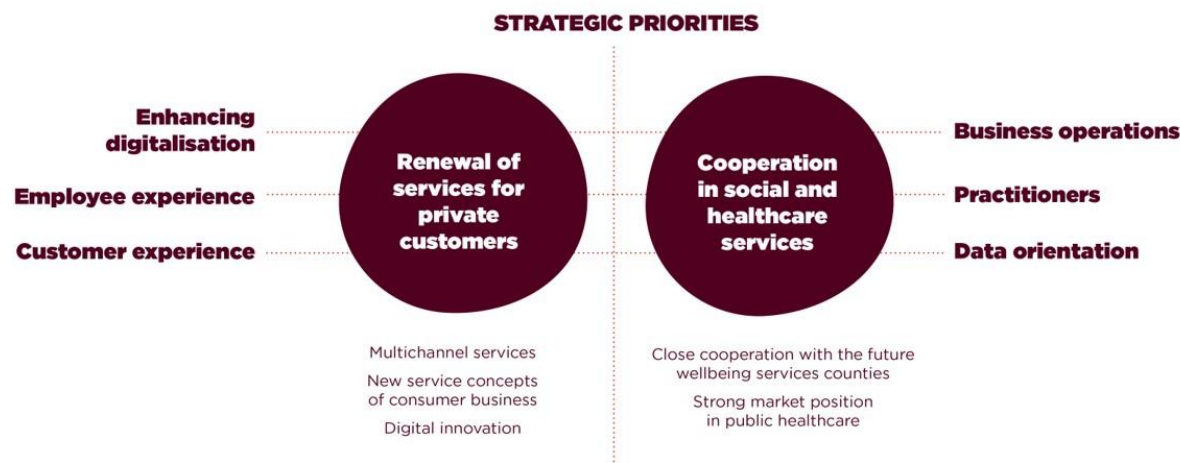 STRATEGIC PRIORITIES
Enhancing
digitalisation
Employee experience
Customer experience
Renewal of
services for
private
customers
Cooperation
in social and
healthcare
services
Business operations
Practitioners
Data orientation
Multichannel services
New service concepts
of consumer business
Digital innovation
Close cooperation with the future
wellbeing services counties
Strong market position
in public healthcare